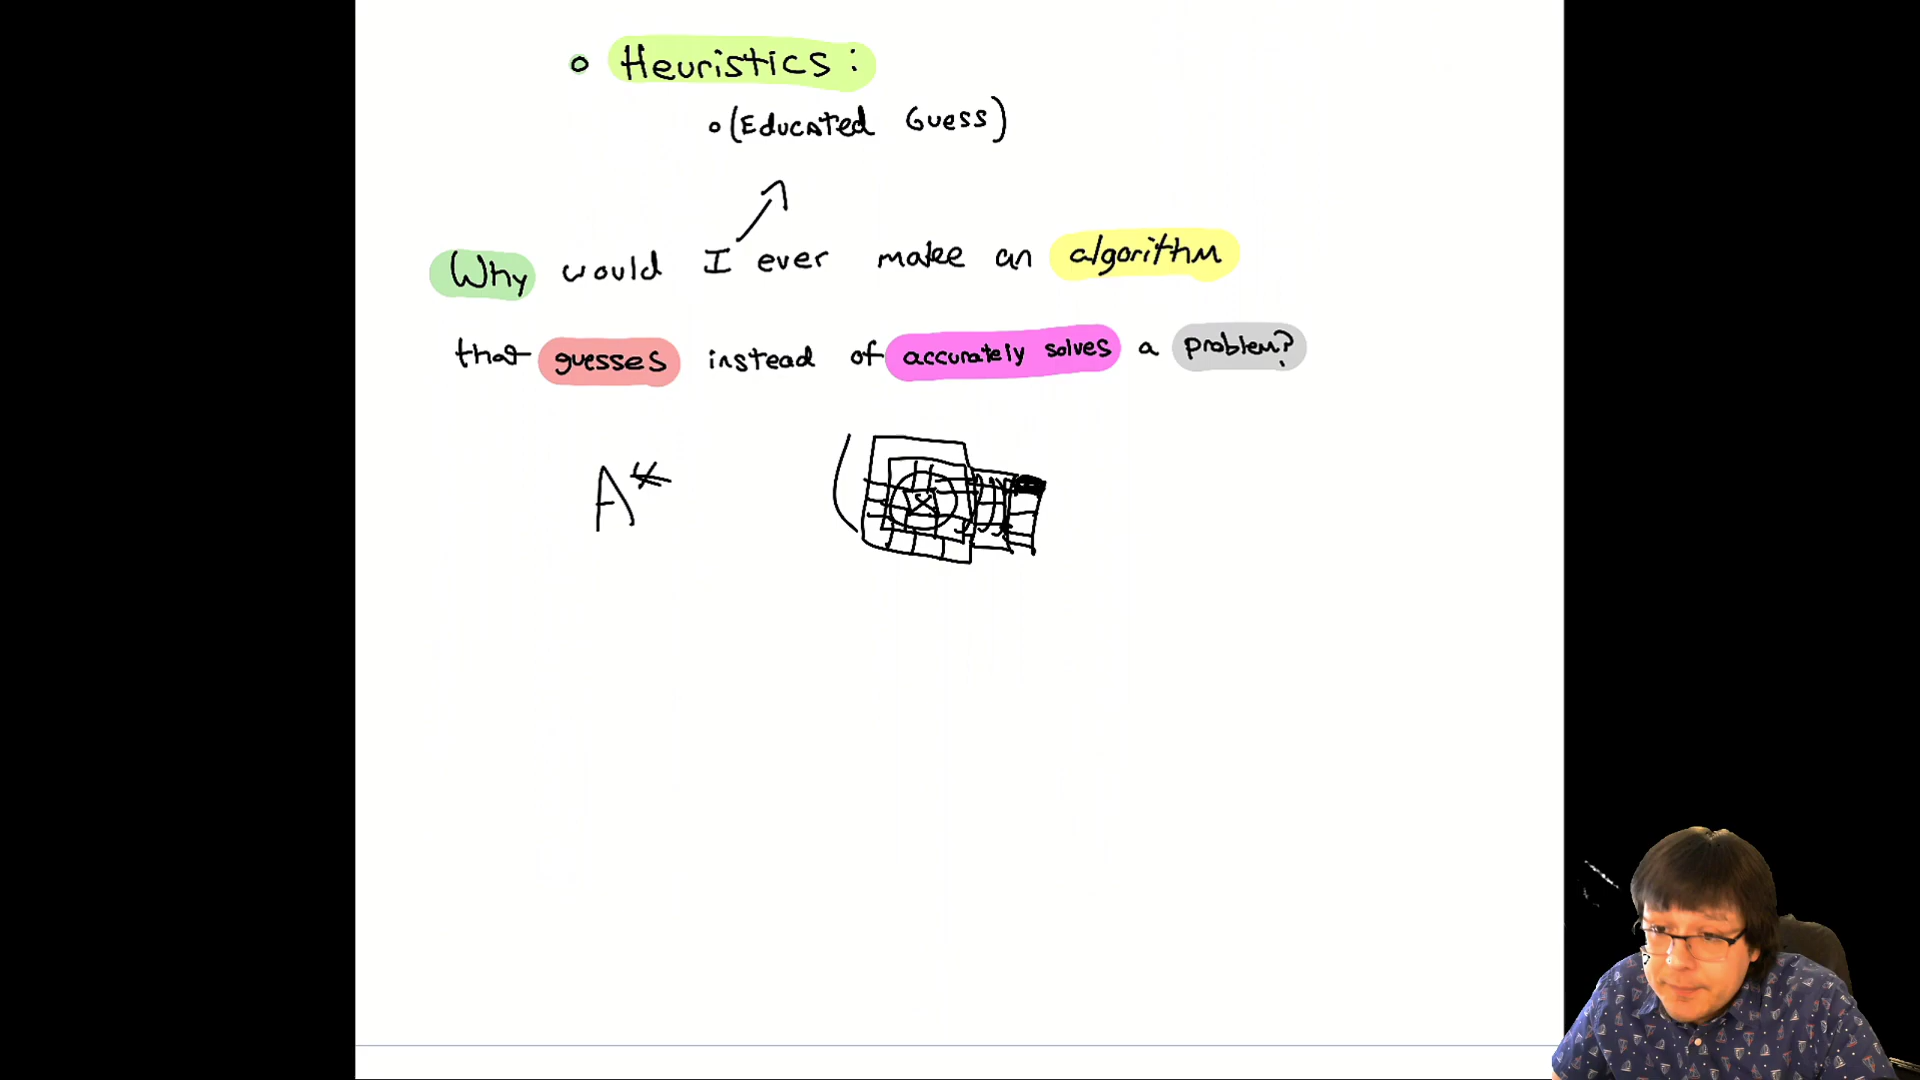 Heuristics:
(Educated Guess)
Why would I ever make an algorithm
that guesses instead of accurately solves a problem?
A*